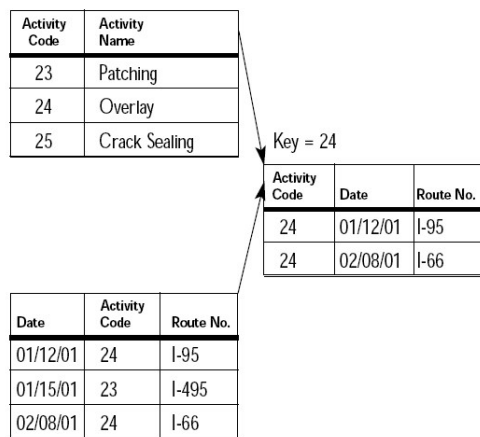 Activity Code Activity Name
23 Patching
24 Overlay
25 Crack Sealing
Key = 24
Activity Code Date Route No.
24 01/12/01 I-95
24 02/08/01 I-66
Date Activity Code Route No.
01/12/01 24 I-95
01/15/01 23 I-495
02/08/01 24 I-66